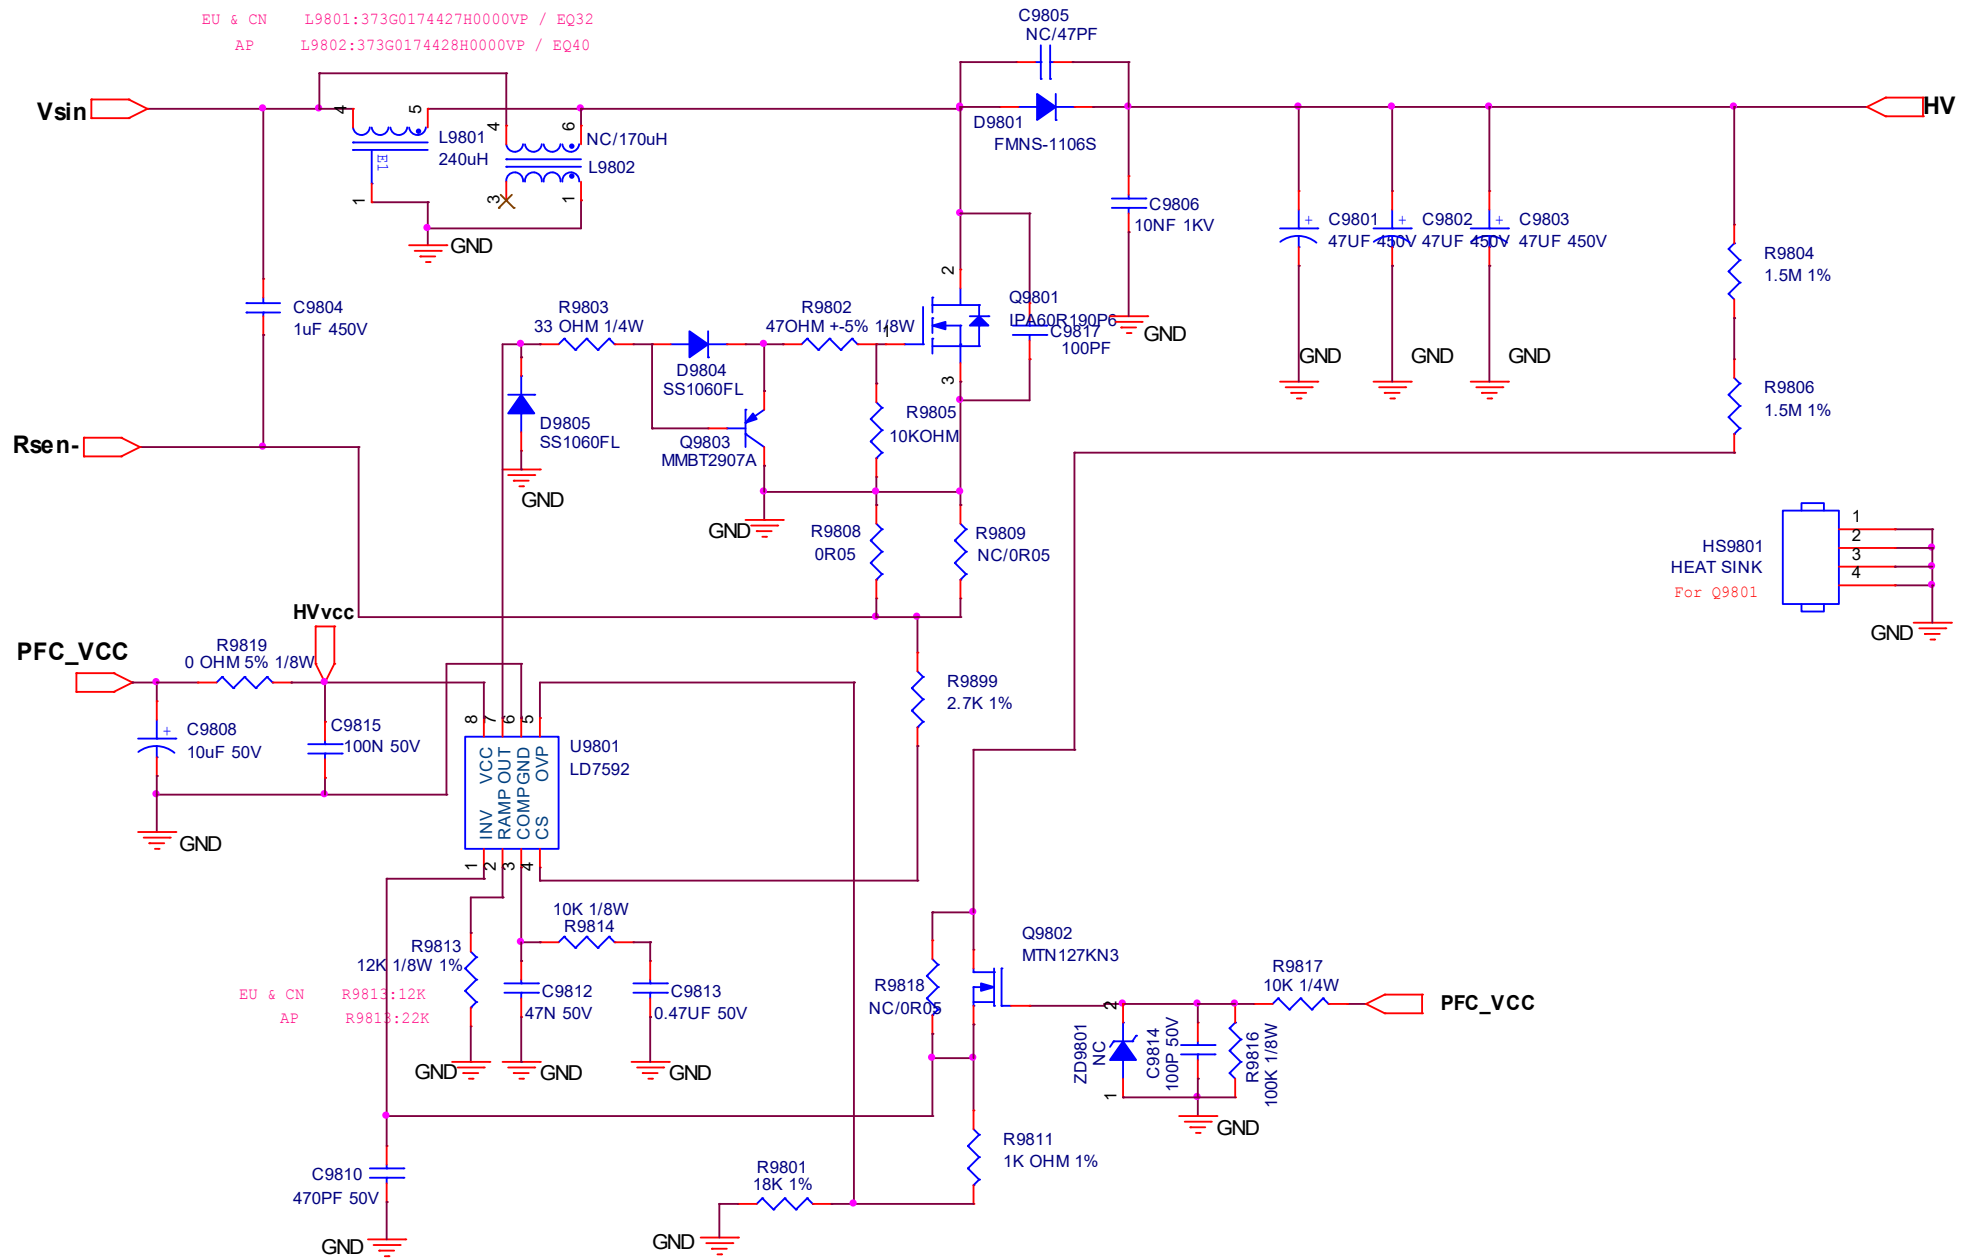 EU & CN L9801:373G0174427H0000VP / EQ32
AP L9802:373G0174428H0000VP / EQ40
C9805
NC/47PF
Vsin
4
5
L9801
240uH
E1
1
4
6
NC/170uH
L9802
3
1
GND
D9801
FMNS-1106S
HV
C9806
10NF 1KV
GND
+
C9801
47UF 450V
GND
+
C9802
47UF 450V
GND
+
C9803
47UF 450V
GND
R9804
1.5M 1%
R9806
1.5M 1%
C9804
1uF 450V
R9803
33 OHM 1/4W
R9802
47OHM +-5% 1/8W
D9804
SS1060FL
2
1
3
Q9801
IPA60R190P6
C9817
100PF
D9805
SS1060FL
GND
Q9803
MMBT2907A
R9805
10KOHM
GND
Rsen-
R9808
0R05
R9809
NC/0R05
HS9801
HEAT SINK
For Q9801
1
2
3
4
GND
PFC_VCC
R9819
0 OHM 5% 1/8W
HVvcc
+
C9808
10uF 50V
C9815
100N 50V
GND
8
7
6
5
U9801
LD7592
INV VCC
RAMP OUT
COMP GND
CS OVP
1
2
3
4
R9899
2.7K 1%
R9813
12K 1/8W 1%
EU & CN R9813:12K
AP R9813:22K
10K 1/8W
R9814
C9812
47N 50V
C9813
0.47UF 50V
GND
GND
GND
Q9802
MTN127KN3
R9818
NC/0R05
R9817
10K 1/4W
PFC_VCC
2
ZD9801
NC
1
C9814
100P 50V
R9816
100K 1/8W
GND
C9810
470PF 50V
GND
R9801
18K 1%
GND
R9811
1K OHM 1%